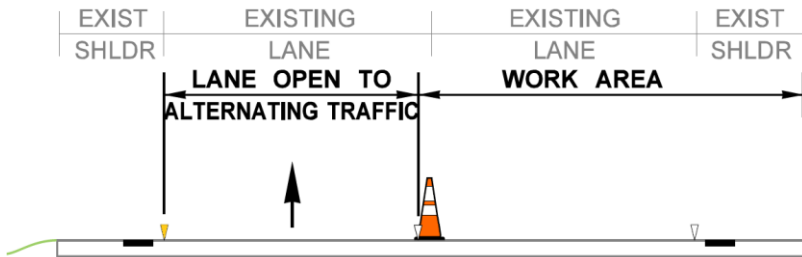 EXIST EXISTING EXISTING EXIST
SHLDR LANE LANE SHLDR
LANE OPEN TO WORK AREA
ALTERNATING TRAFFIC